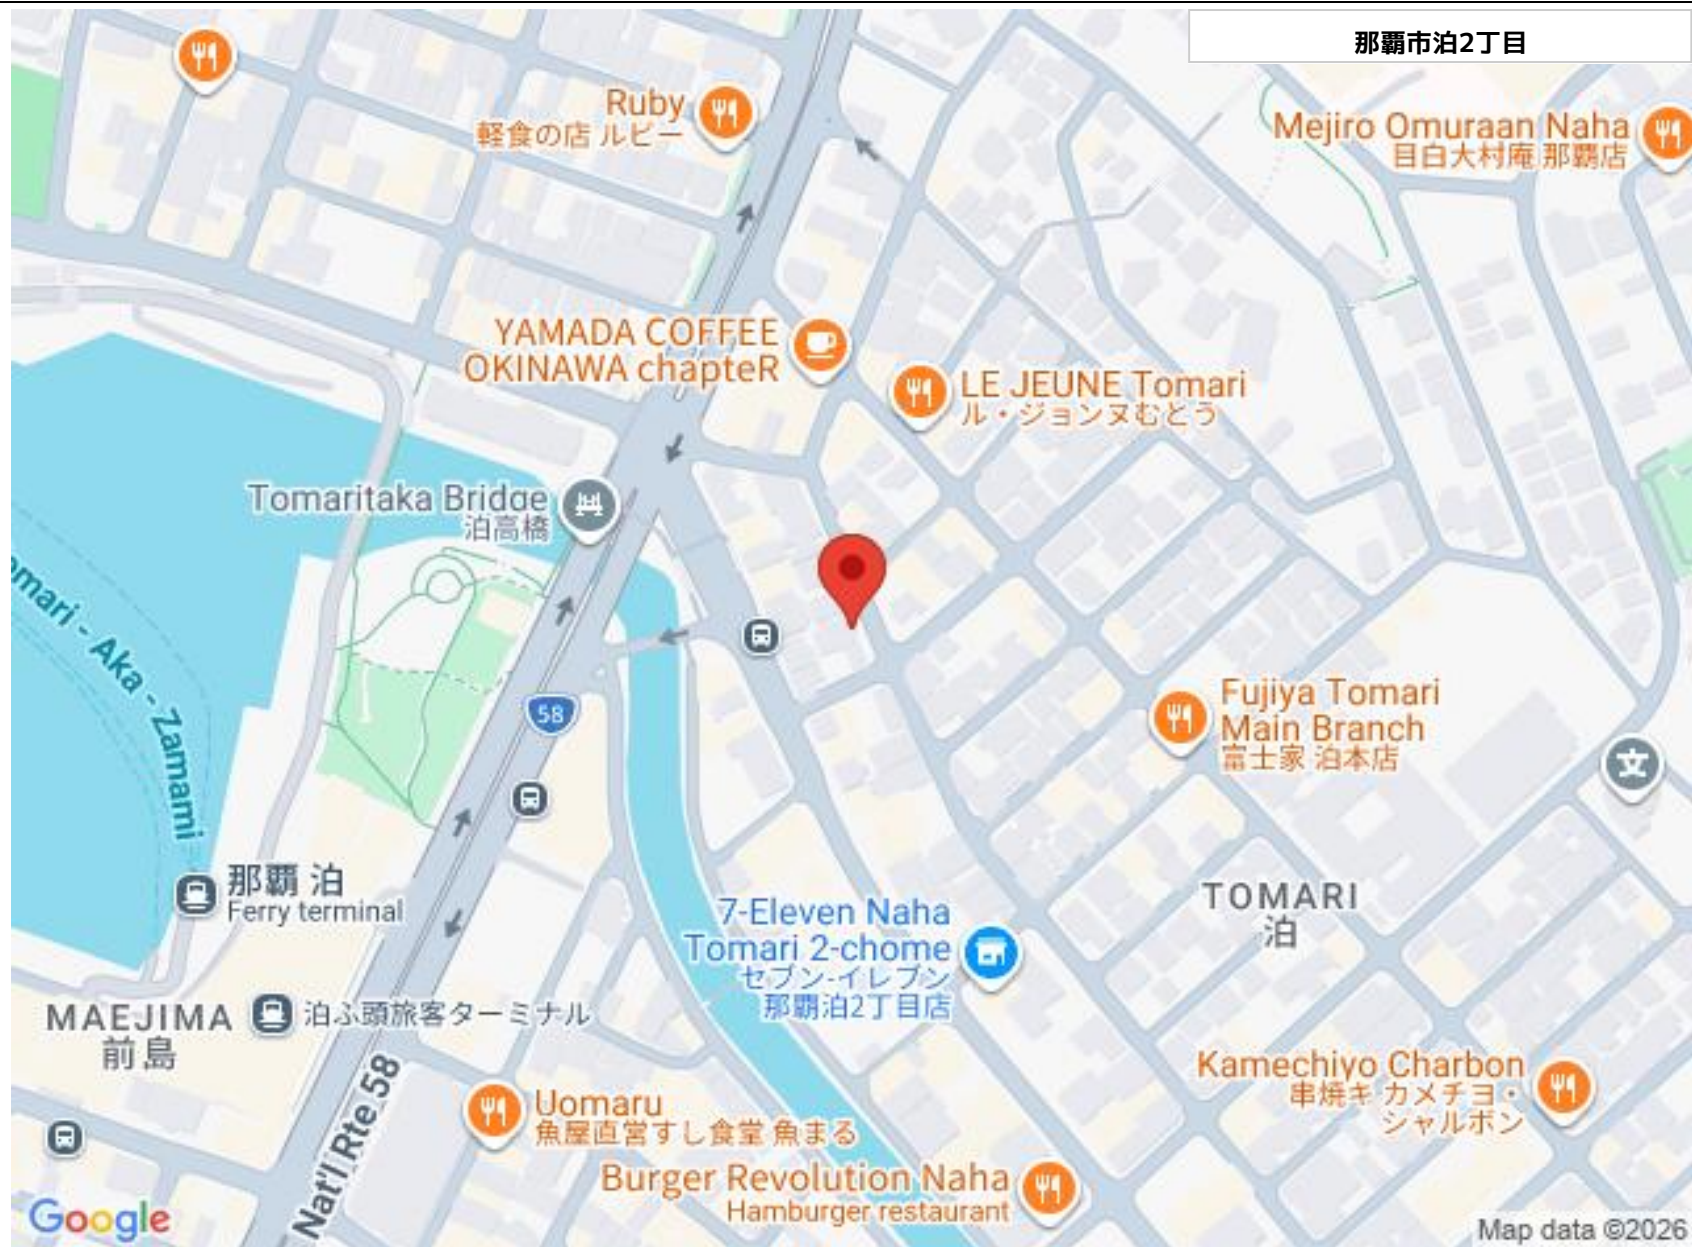 那覇市泊2丁目
Ruby
軽食の店 ルビー
Mejiro Omuraan Naha
目白大村庵 那覇店
YAMADA COFFEE
OKINAWA chapteR
LE JEUNE Tomari
ル・ジョンヌむとう
Tomaritaka Bridge
泊高橋
omari - Aka - Zamami
58
Fujiya Tomari
Main Branch
富士家 泊本店
文
那覇 泊
Ferry terminal
7-Eleven Naha
Tomari 2-chome
セブン-イレブン
那覇泊2丁目店
TOMARI
泊
MAEJIMA
前島
泊ふ頭旅客ターミナル
Nat'l Rte 58
Uomaru
魚屋直営すし食堂 魚まる
Kamechiyo Charbon
串焼キ カメチヨ・
シャルボン
Burger Revolution Naha
Hamburger restaurant
Google
Map data ©2026